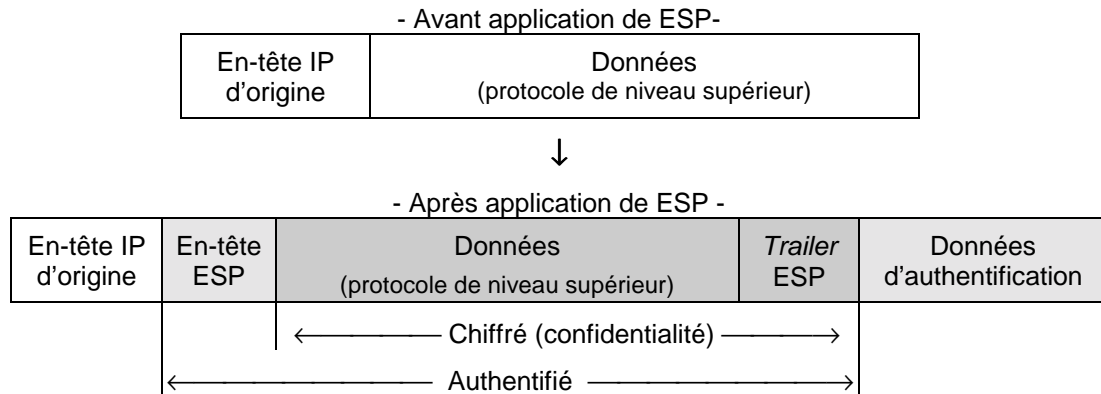 - Avant application de ESP-
En-tête IP Données
d'origine (protocole de niveau supérieur)
↓
- Après application de ESP -
En-tête IP En-tête Données Trailer Données
d'origine ESP (protocole de niveau supérieur) ESP d'authentification
Chiffré (confidentialité)
Authentifié